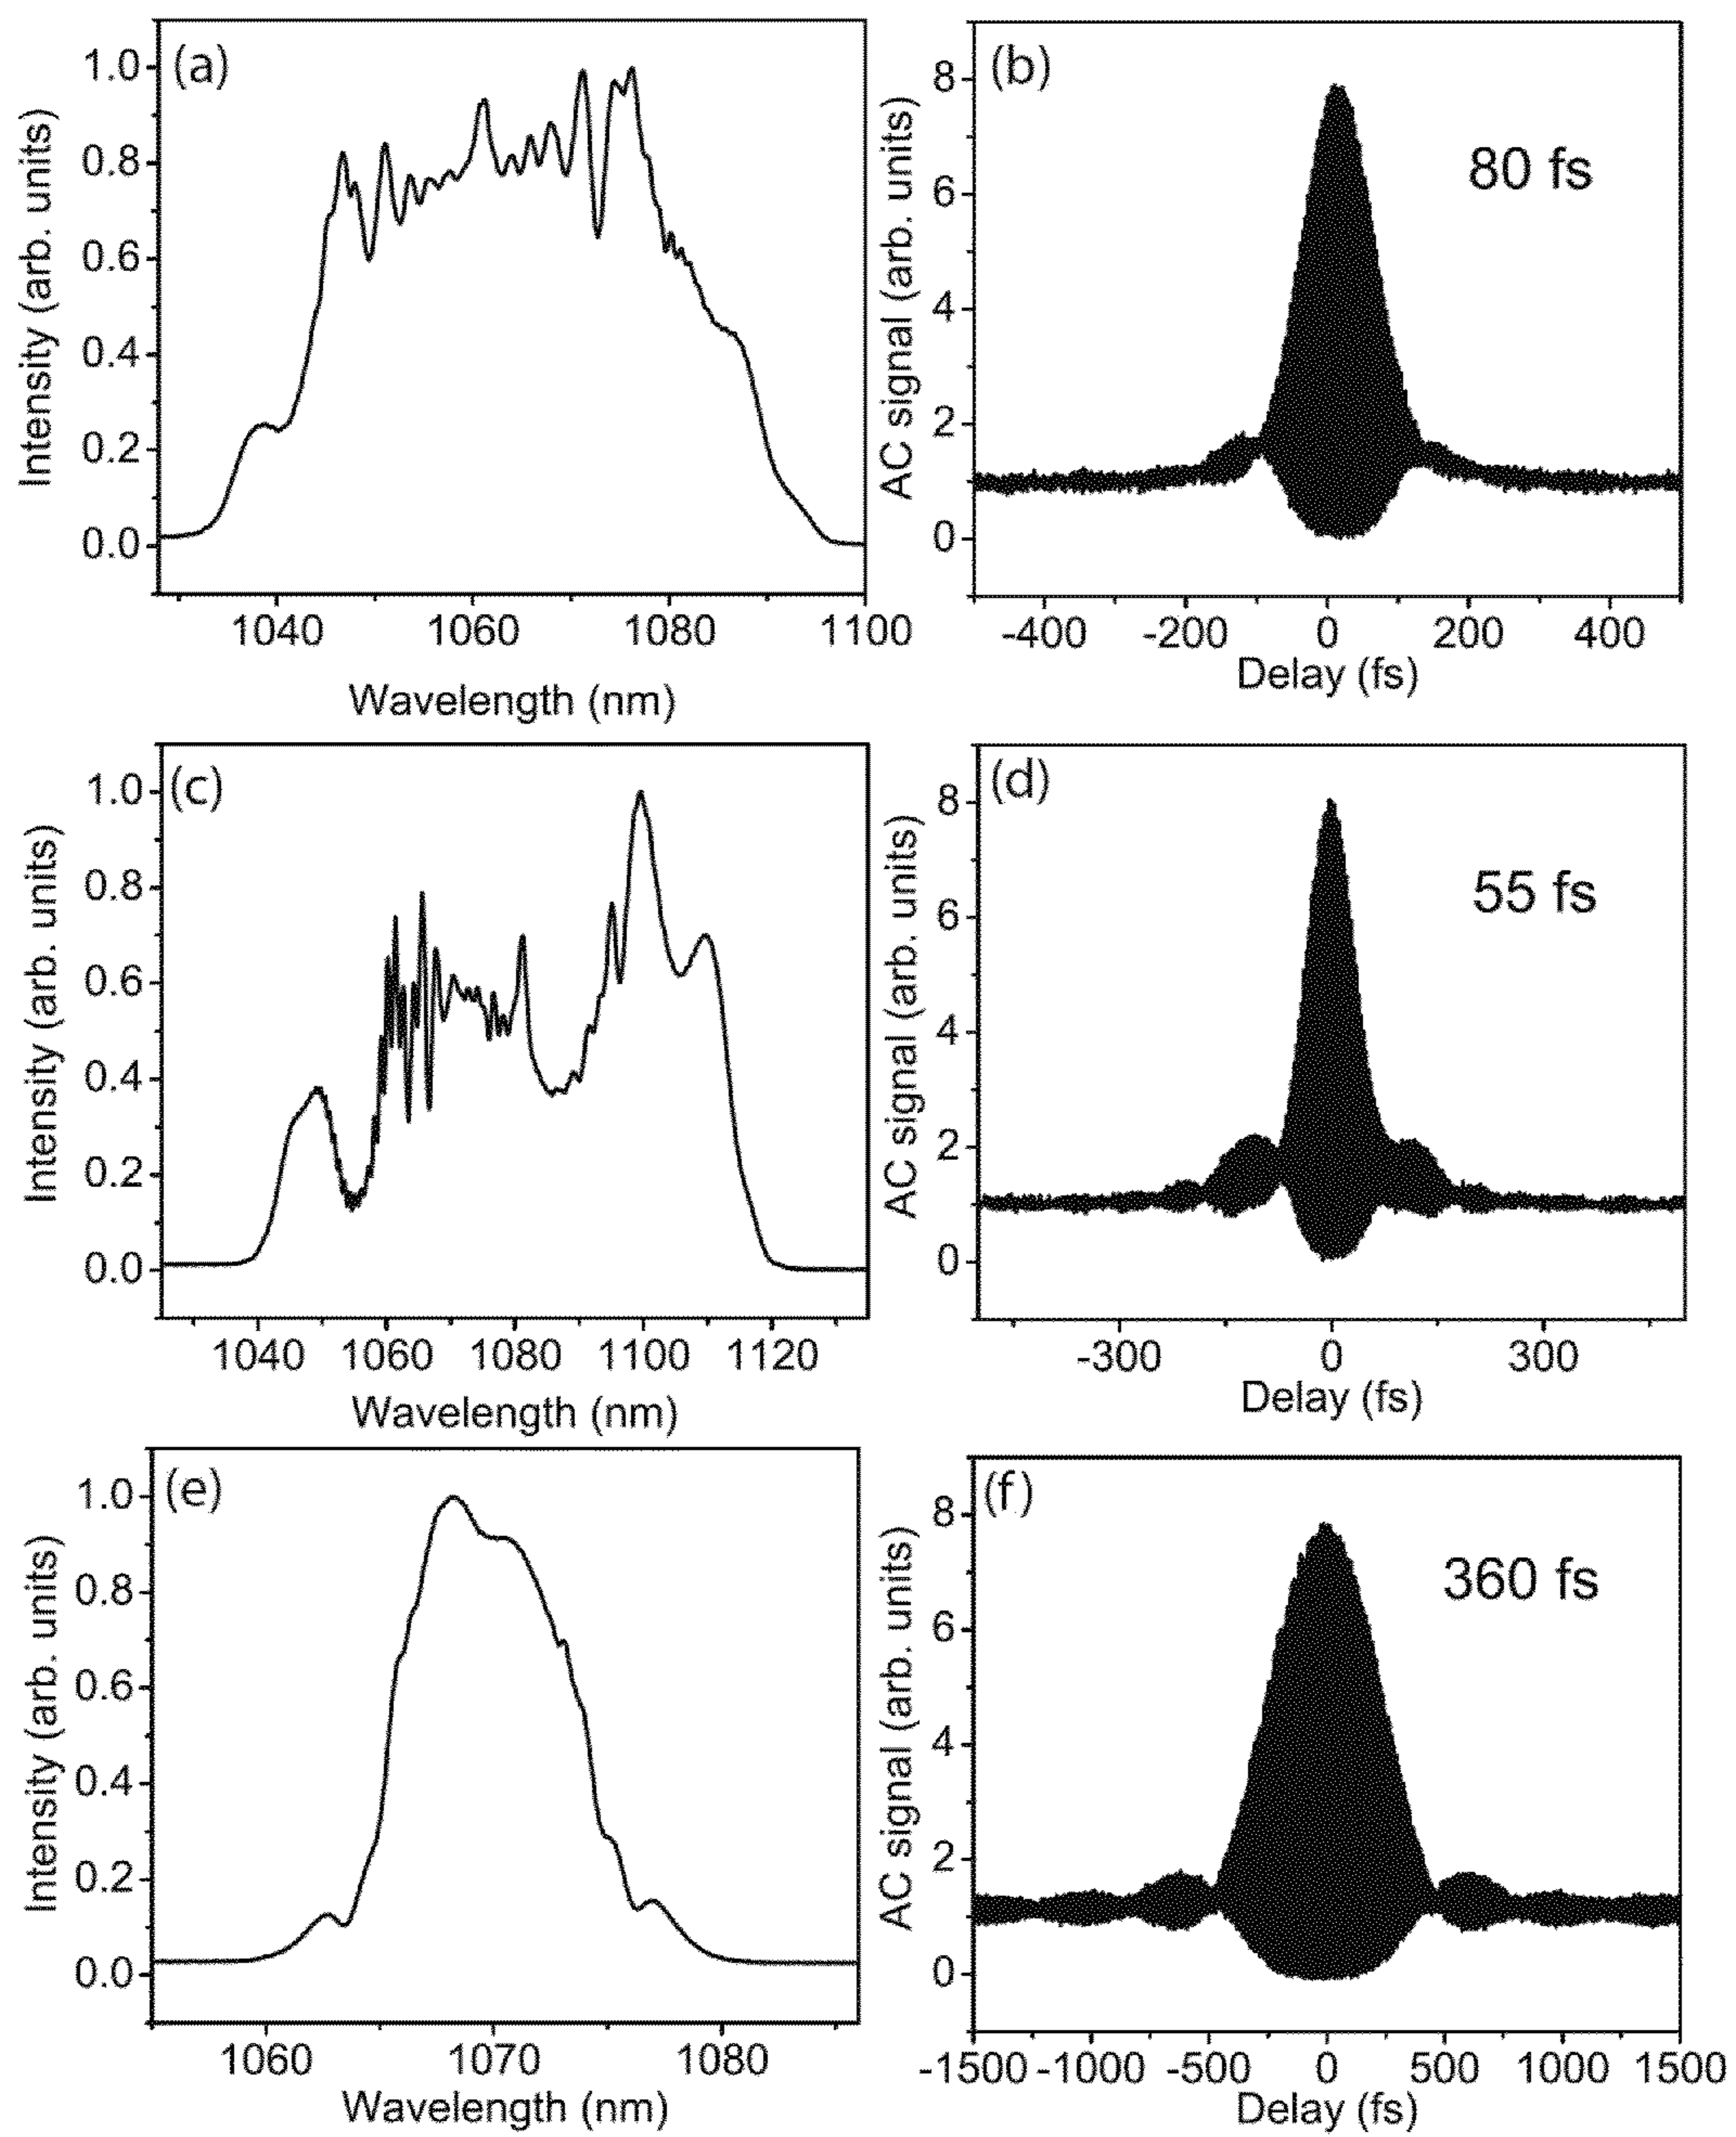 (a)
Intensity (arb. units)
1.0
0.8
0.6
0.4
0.2
0.0
1040 1060 1080 1100
Wavelength (nm)
(b)
80 fs
AC signal (arb. units)
8
6
4
2
0
-400 -200 0 200 400
Delay (fs)
(c)
Intensity (arb. units)
1.0
0.8
0.6
0.4
0.2
0.0
1040 1060 1080 1100 1120
Wavelength (nm)
(d)
55 fs
AC signal (arb. units)
8
6
4
2
0
-300 0 300
Delay (fs)
(e)
Intensity (arb. units)
1.0
0.8
0.6
0.4
0.2
0.0
1060 1070 1080
Wavelength (nm)
(f)
360 fs
AC signal (arb. units)
8
6
4
2
0
-1500 -1000 -500 0 500 1000 1500
Delay (fs)